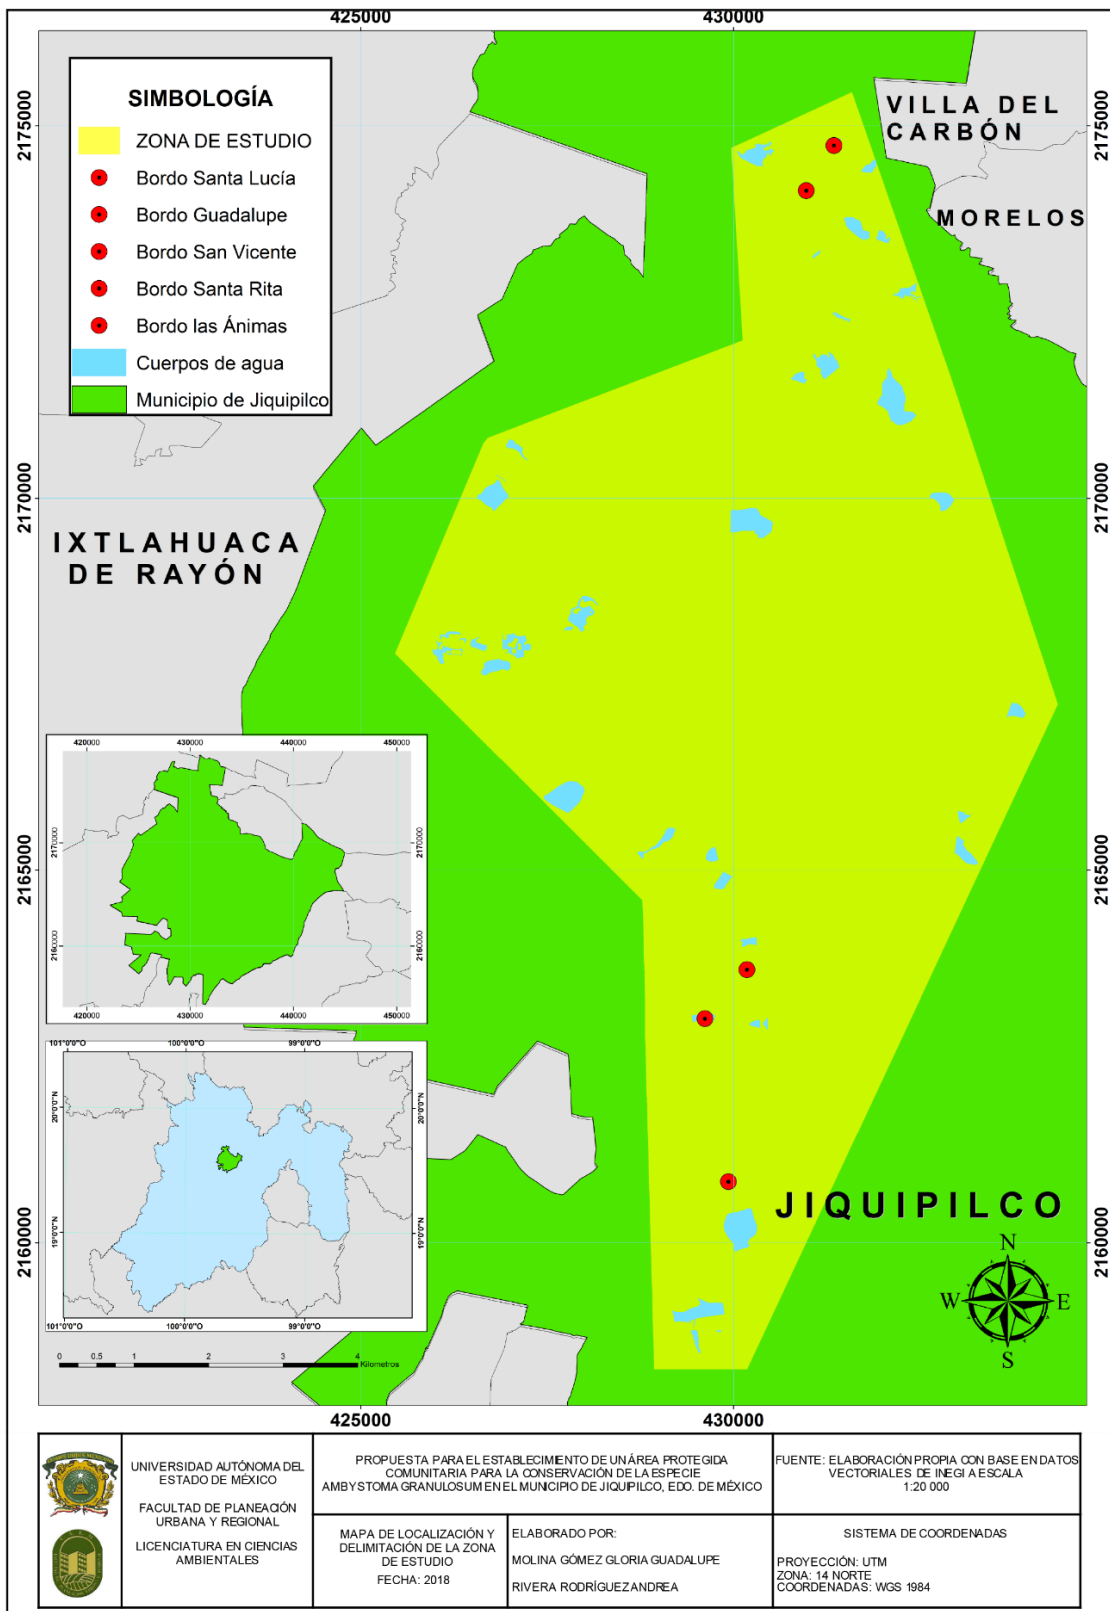 425000
430000
2175000
2170000
2165000
2160000
2175000
2170000
2165000
2160000
SIMBOLOGÍA
ZONA DE ESTUDIO
Bordo Santa Lucía
Bordo Guadalupe
Bordo San Vicente
Bordo Santa Rita
Bordo las Ánimas
Cuerpos de agua
Municipio de Jiquipilco
VILLA DEL
CARBÓN
MORELOS
IXTLAHUACA
DE RAYÓN
JIQUIPILCO
N
W
E
S
420000
430000
440000
450000
2170000
2160000
2170000
2160000
420000
430000
440000
450000
101°0'0"O
100°0'0"O
99°0'0"O
20°0'0"N
19°0'0"N
20°0'0"N
19°0'0"N
101°0'0"O
100°0'0"O
99°0'0"O
0 0.5 1 2 3 4
Kilometros
425000
430000
UNIVERSIDAD AUTÓNOMA DEL
ESTADO DE MÉXICO
FACULTAD DE PLANEACIÓN
URBANA Y REGIONAL
LICENCIATURA EN CIENCIAS
AMBIENTALES
PROPUESTA PARA EL ESTABLECIMIENTO DE UN ÁREA PROTEGIDA
COMUNITARIA PARA LA CONSERVACIÓN DE LA ESPECIE
AMBYSTOMA GRANULOSUM EN EL MUNICIPIO DE JIQUIPILCO, EDO. DE MÉXICO
FUENTE: ELABORACIÓN PROPIA CON BASE EN DATOS
VECTORIALES DE INEGI A ESCALA
1:20 000
MAPA DE LOCALIZACIÓN Y
DELIMITACIÓN DE LA ZONA
DE ESTUDIO
FECHA: 2018
ELABORADO POR:
MOLINA GÓMEZ GLORIA GUADALUPE
RIVERA RODRÍGUEZ ANDREA
SISTEMA DE COORDENADAS
PROYECCIÓN: UTM
ZONA: 14 NORTE
COORDENADAS: WGS 1984